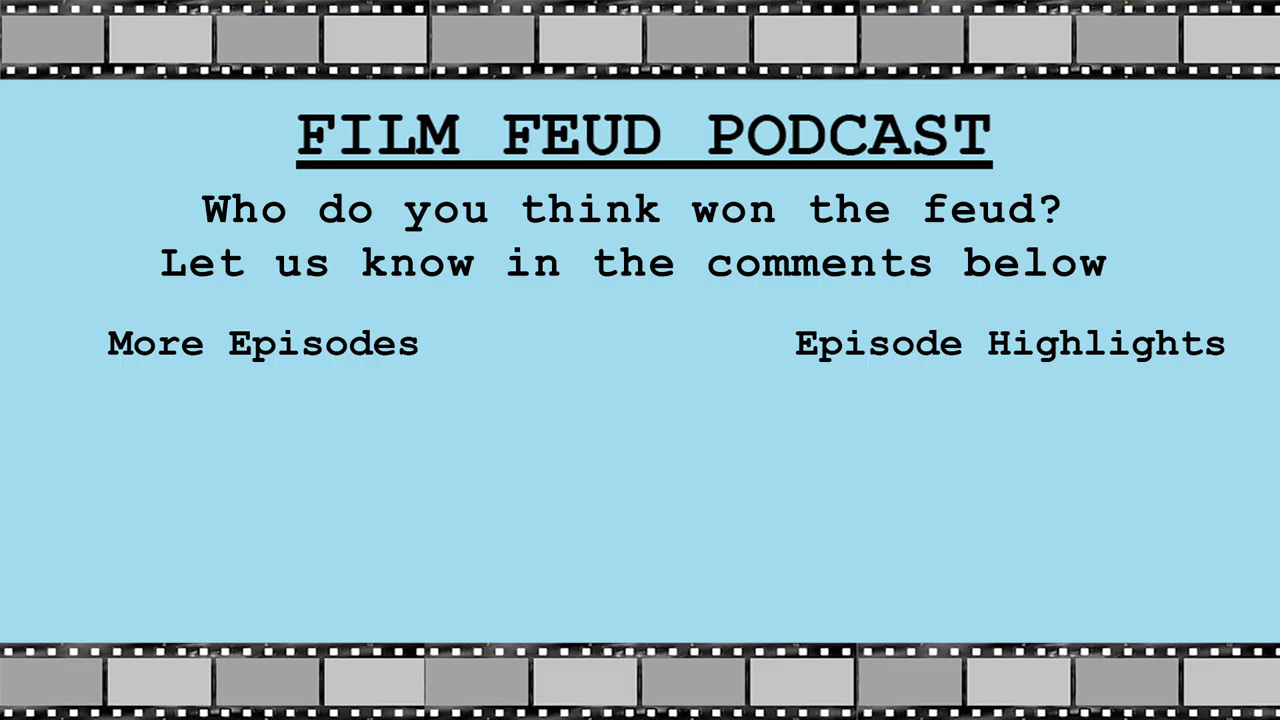 FILM FEUD PODCAST
Who do you think won the feud?
Let us know in the comments below
More Episodes
Episode Highlights